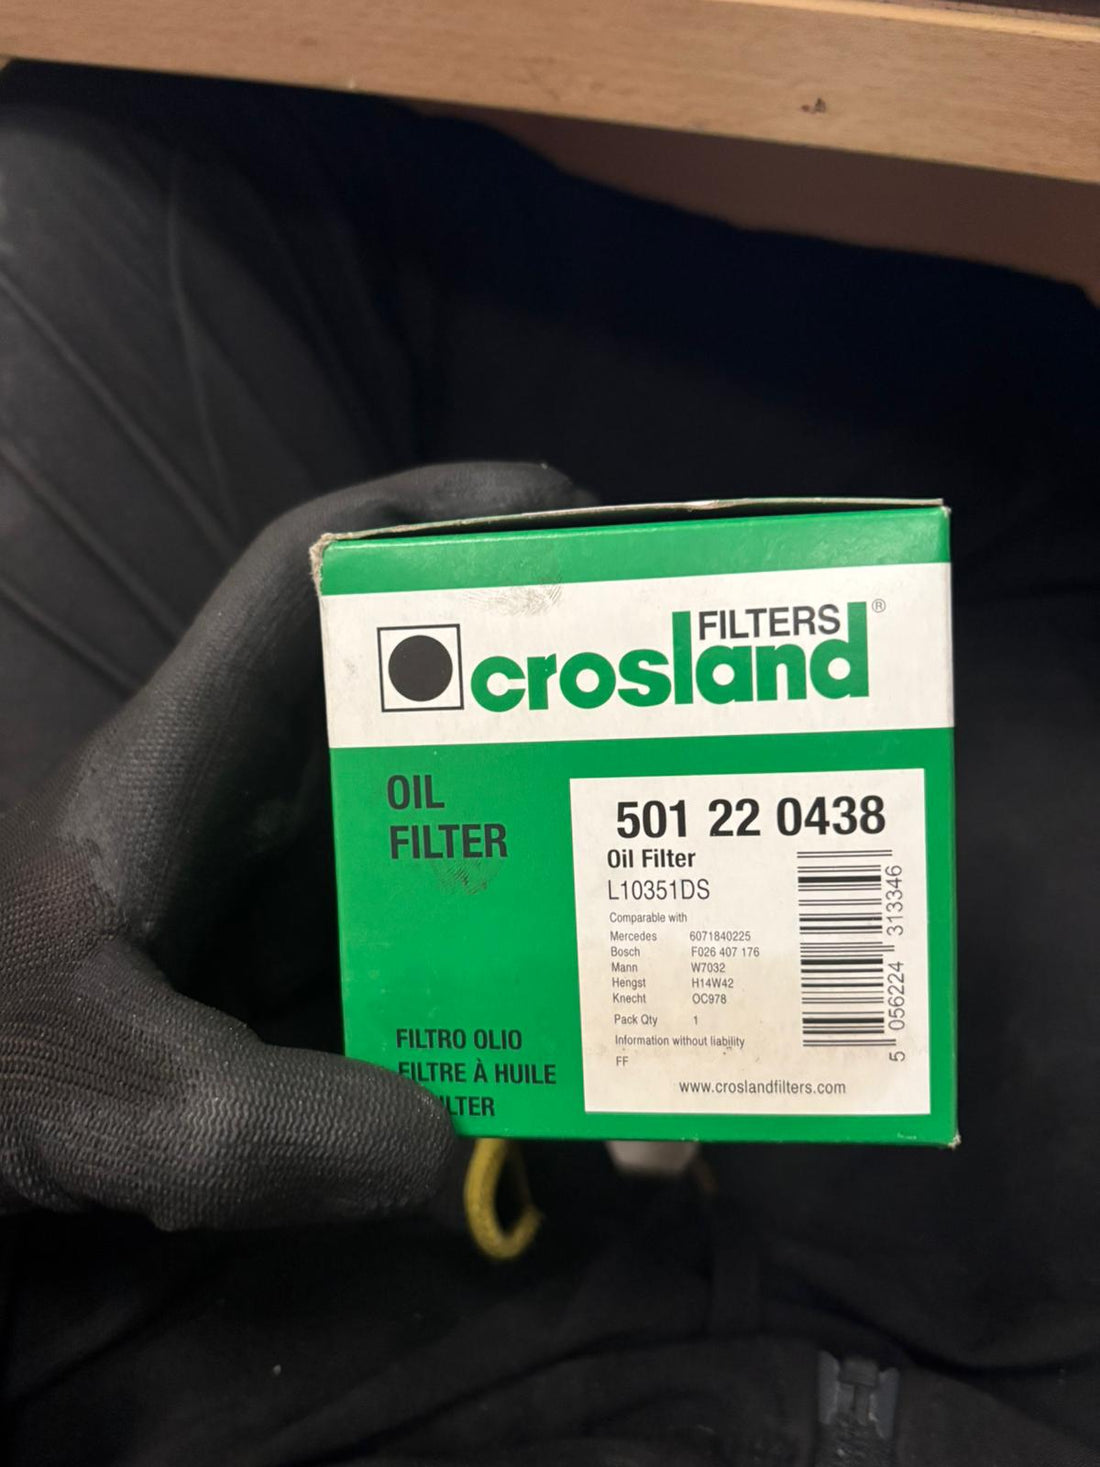 FILTERS
crosland®
OIL
FILTER
501 22 0438
Oil Filter
L10351DS
Comparable with
Mercedes 6071840225
Bosch F026 407 176
Mann W7032
Hengst H14W42
Knecht OC978
Pack Qty 1
Information without liability
FF
www.croslandfilters.com
5 056224 313346
FILTRO OLIO
FILTRE À HUILE